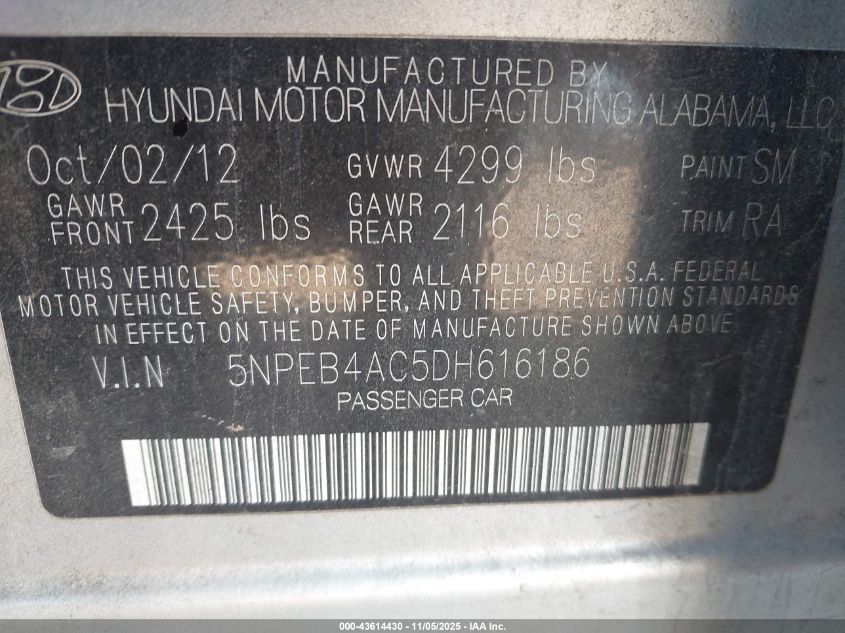 MANUFACTURED BY
HYUNDAI MOTOR MANUFACTURING ALABAMA, LLC
Oct/02/12 GVWR 4299 lbs PAINT SM
GAWR FRONT 2425 lbs GAWR REAR 2116 lbs TRIM RA
THIS VEHICLE CONFORMS TO ALL APPLICABLE U.S.A. FEDERAL
MOTOR VEHICLE SAFETY, BUMPER, AND THEFT PREVENTION STANDARDS
IN EFFECT ON THE DATE OF MANUFACTURE SHOWN ABOVE
V.I.N 5NPEB4AC5DH616186
PASSENGER CAR
000-43614430 - 11/05/2025 - IAA Inc.